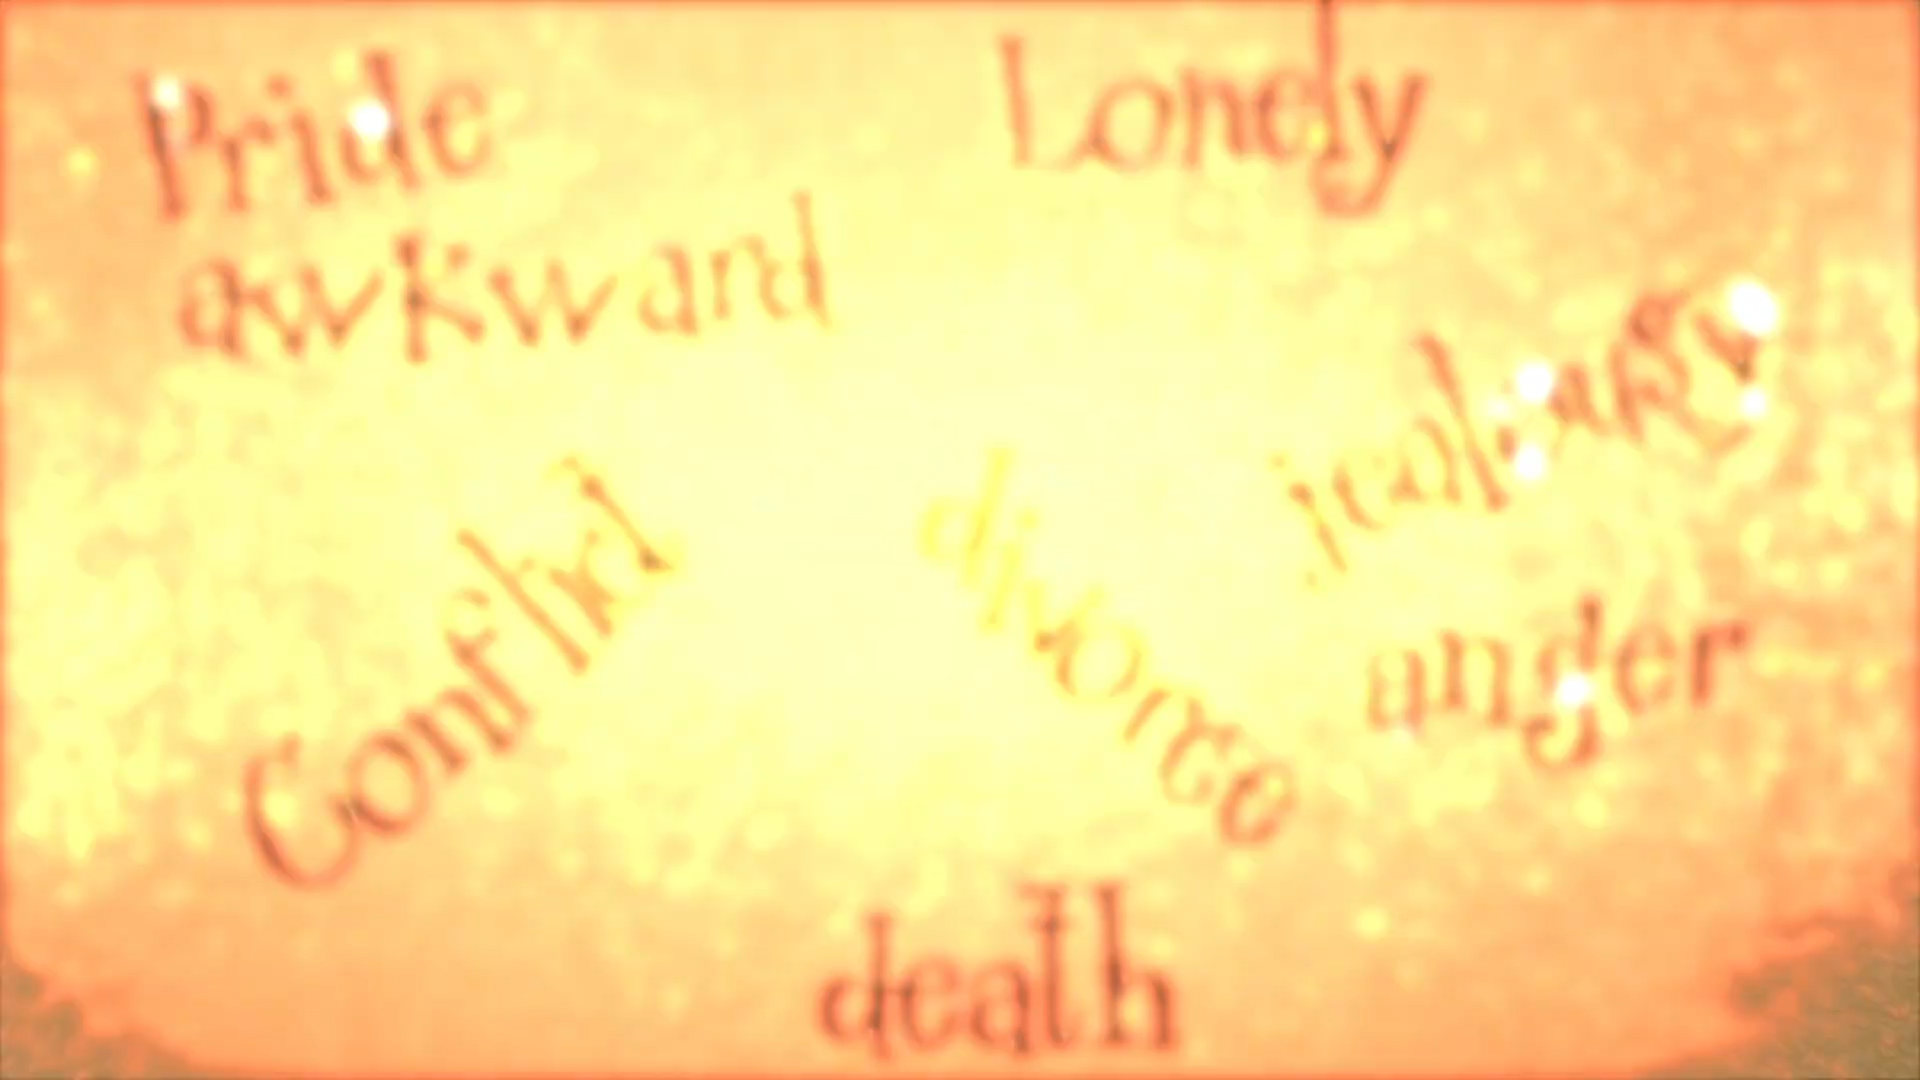 Pride
Lonely
awkward
jealousy
Conflict
divorce
anger
death